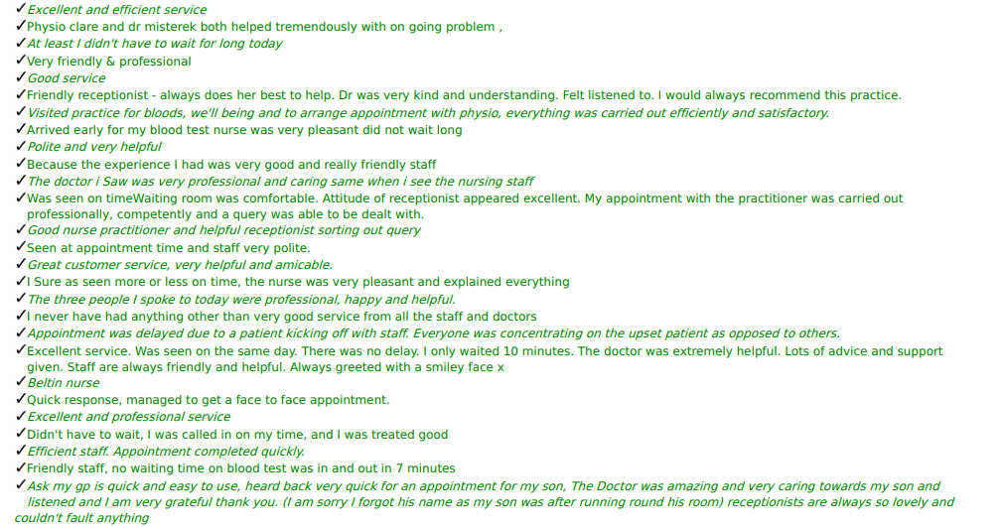 ✓Excellent and efficient service
✓Physio clare and dr misterek both helped tremendously with on going problem ,
✓At least I didn't have to wait for long today
✓Very friendly & professional
✓Good service
✓Friendly receptionist - always does her best to help. Dr was very kind and understanding. Felt listened to. I would always recommend this practice.
✓Visited practice for bloods, we'll being and to arrange appointment with physio, everything was carried out efficiently and satisfactory.
✓Arrived early for my blood test nurse was very pleasant did not wait long
✓Polite and very helpful
✓Because the experience I had was very good and really friendly staff
✓The doctor i Saw was very professional and caring same when i see the nursing staff
✓Was seen on timeWaiting room was comfortable. Attitude of receptionist appeared excellent. My appointment with the practitioner was carried out
professionally, competently and a query was able to be dealt with.
✓Good nurse practitioner and helpful receptionist sorting out query
✓Seen at appointment time and staff very polite.
✓Great customer service, very helpful and amicable.
✓I Sure as seen more or less on time, the nurse was very pleasant and explained everything
✓The three people I spoke to today were professional, happy and helpful.
✓I never have had anything other than very good service from all the staff and doctors
✓Appointment was delayed due to a patient kicking off with staff. Everyone was concentrating on the upset patient as opposed to others.
✓Excellent service. Was seen on the same day. There was no delay. I only waited 10 minutes. The doctor was extremely helpful. Lots of advice and support
given. Staff are always friendly and helpful. Always greeted with a smiley face x
✓Beltin nurse
✓Quick response, managed to get a face to face appointment.
✓Excellent and professional service
✓Didn't have to wait, I was called in on my time, and I was treated good
✓Efficient staff. Appointment completed quickly.
✓Friendly staff, no waiting time on blood test was in and out in 7 minutes
✓Ask my gp is quick and easy to use, heard back very quick for an appointment for my son, The Doctor was amazing and very caring towards my son and
listened and I am very grateful thank you. (I am sorry I forgot his name as my son was after running round his room) receptionists are always so lovely and
couldn't fault anything